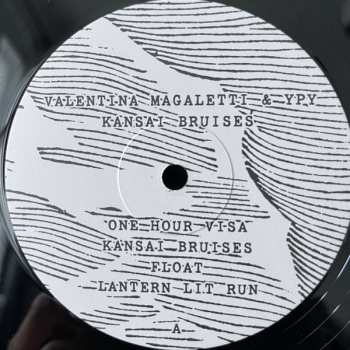 VALENTINA MAGALETTI & YPY
KANSAI BRUISES
ONE HOUR VISA
KANSAI BRUISES
FLOAT
LANTERN LIT RUN
A